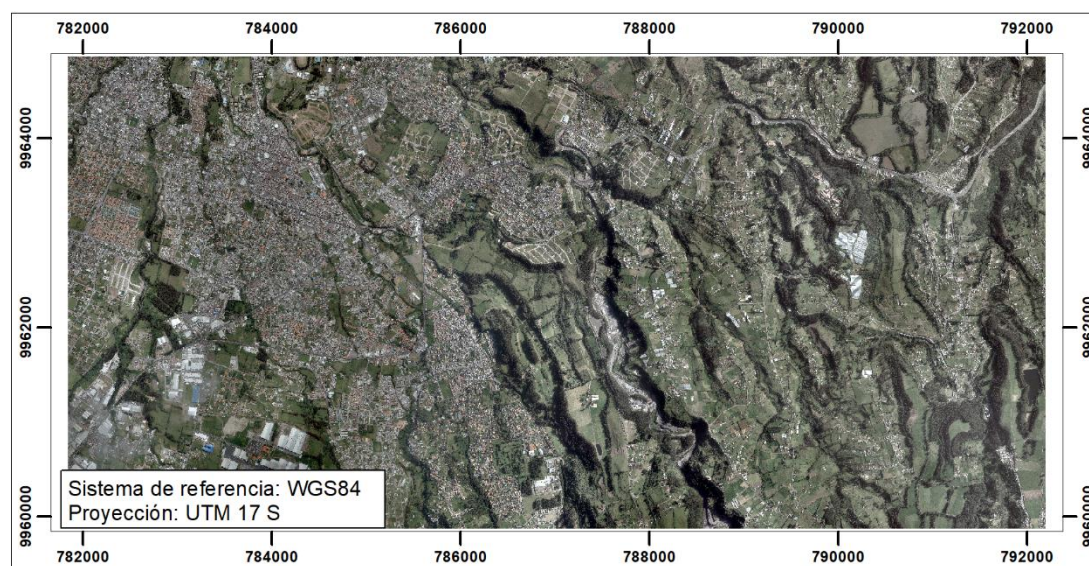 782000 784000 786000 788000 790000 792000
9964000 9964000
9962000 9962000
9960000 9960000
Sistema de referencia: WGS84
Proyección: UTM 17 S
782000 784000 786000 788000 790000 792000